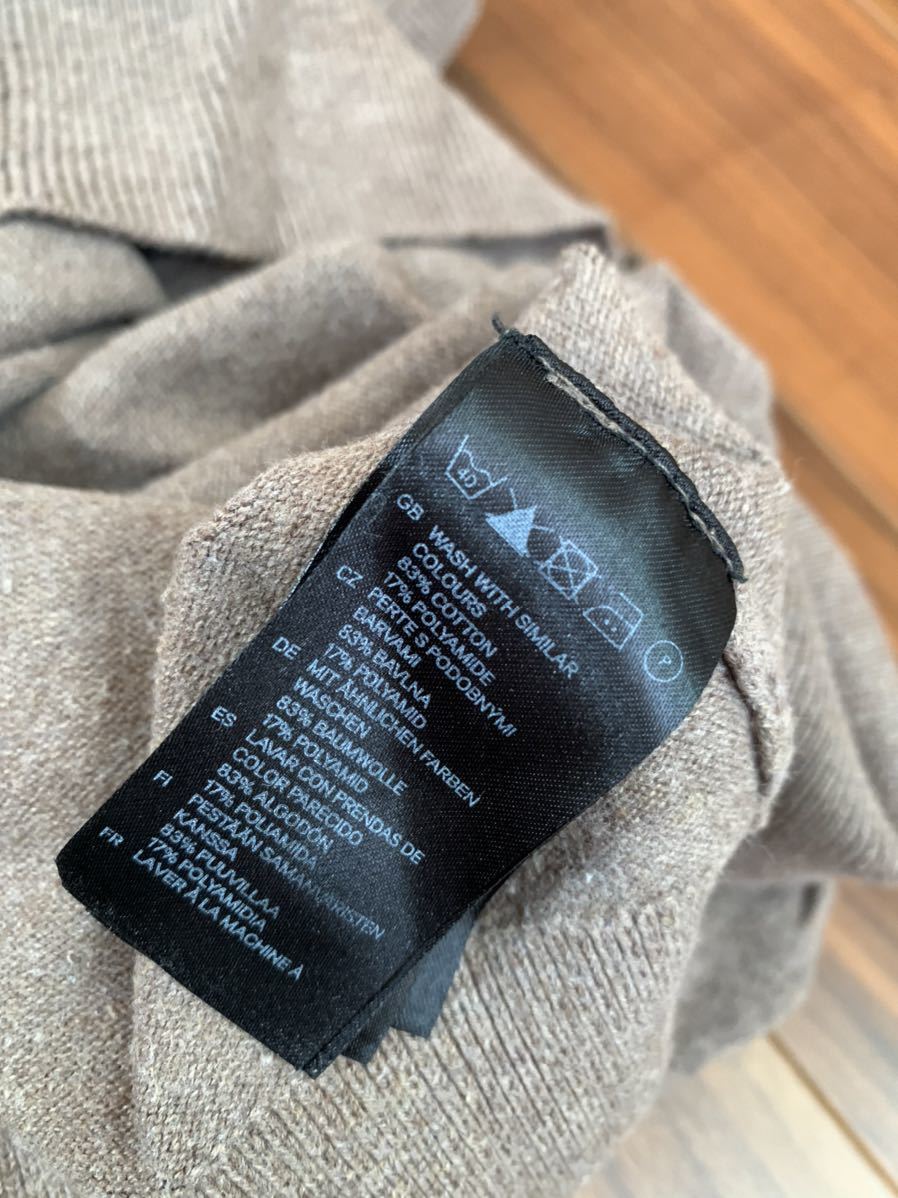 40
P
GB WASH WITH SIMILAR
COLOURS
83% COTTON
17% POLYAMIDE
CZ PERTE S PODOBNÝMI
BARVAMI
83% BAVLNA
17% POLYAMID
DE MIT ÄHNLICHEN FARBEN
WASCHEN
83% BAUMWOLLE
17% POLYAMID
ES LAVAR CON PRENDAS DE
COLOR PARECIDO
83% ALGODÓN
17% POLIAMIDA
FI PESTÄÄN SAMANVÄRISTEN
KANSSA
83% PUUVILLAA
17% POLYAMIDIA
FR LAVER À LA MACHINE À